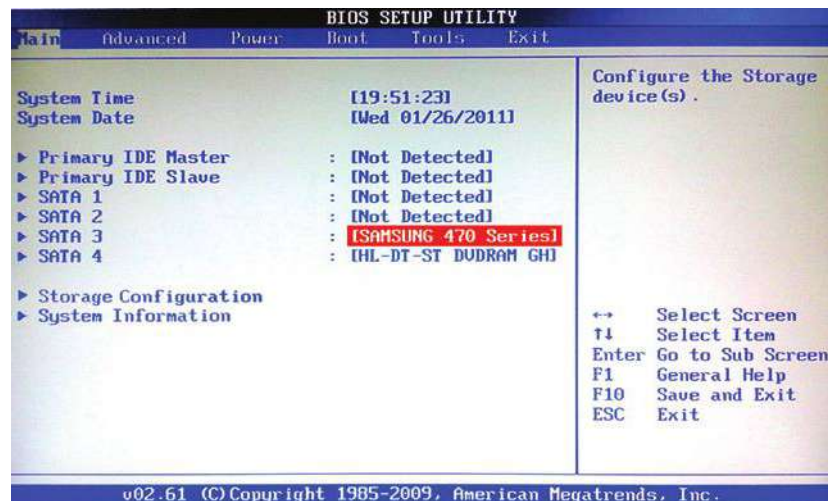 BIOS SETUP UTILITY
Main Advanced Power Boot Tools Exit
System Time [19:51:23]
System Date [Wed 01/26/2011]
▶ Primary IDE Master : [Not Detected]
▶ Primary IDE Slave : [Not Detected]
▶ SATA 1 : [Not Detected]
▶ SATA 2 : [Not Detected]
▶ SATA 3 : [SAMSUNG 470 Series]
▶ SATA 4 : [HL-DT-ST DVDRAM GH]
▶ Storage Configuration
▶ System Information
Configure the Storage
device(s).
↔ Select Screen
↑↓ Select Item
Enter Go to Sub Screen
F1 General Help
F10 Save and Exit
ESC Exit
v02.61 (C)Copyright 1985-2009, American Megatrends, Inc.